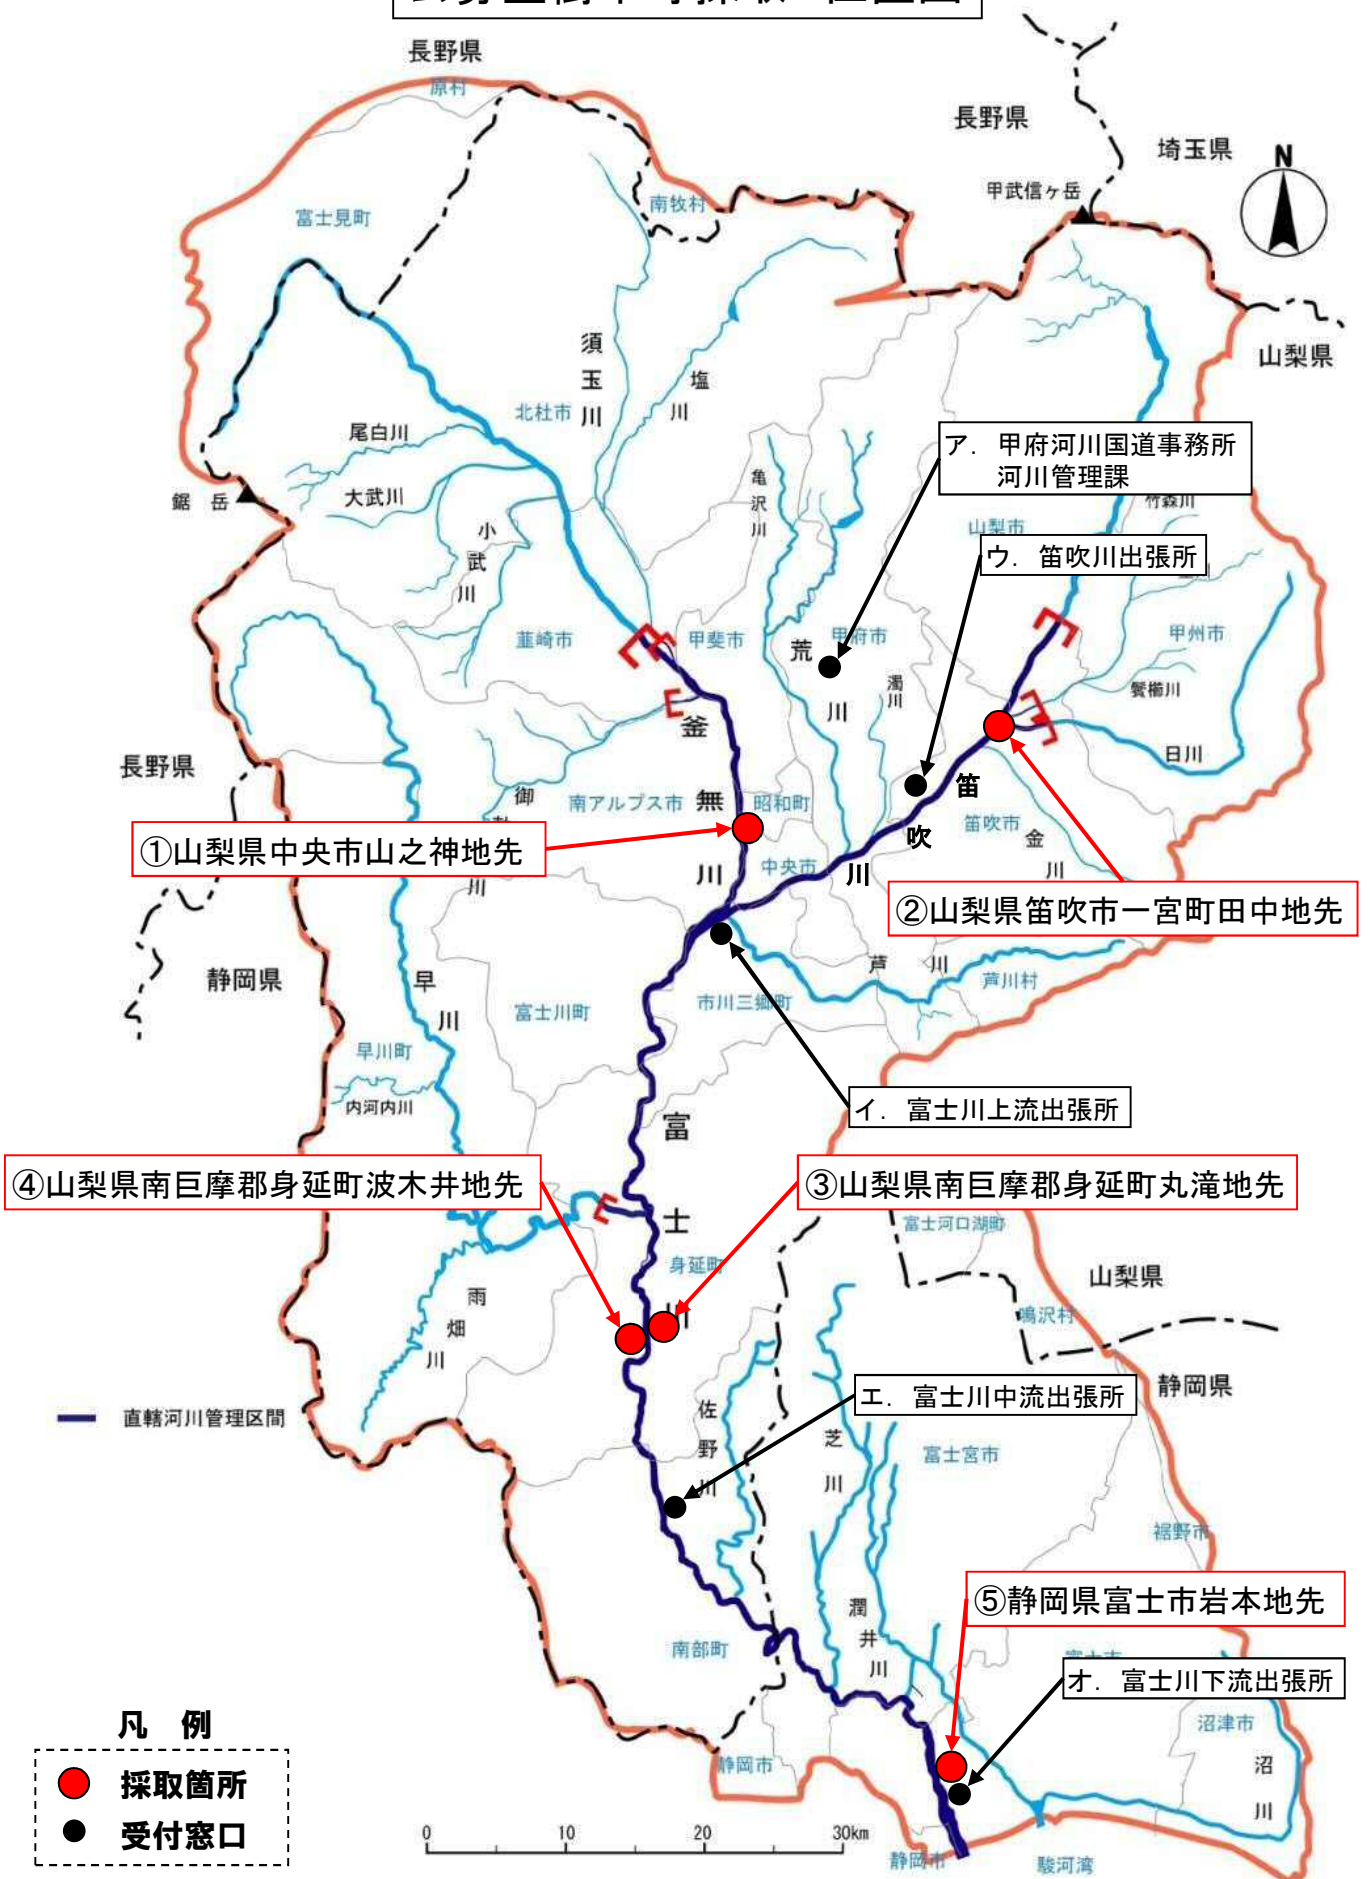 長野県
原村
長野県
埼玉県
N
甲武信ヶ岳
南牧村
富士見町
須玉川
塩川
山梨県
北杜市
尾白川
ア．甲府河川国道事務所
河川管理課
大武川
鋸岳
亀沢川
竹森川
小武川
山梨市
ウ．笛吹川出張所
韮崎市
甲斐市
荒川
甲府市
甲州市
濁川
鬢櫛川
釜無川
日川
長野県
南アルプス市
昭和町
笛吹川
笛吹市
金川
①山梨県中央市山之神地先
中央市
②山梨県笛吹市一宮町田中地先
静岡県
早川
芦川
芦川村
富士川町
市川三郷町
早川町
内河内川
イ．富士川上流出張所
富士川
④山梨県南巨摩郡身延町波木井地先
③山梨県南巨摩郡身延町丸滝地先
富士河口湖町
身延町
山梨県
雨畑川
鳴沢村
静岡県
エ．富士川中流出張所
直轄河川管理区間
佐野川
芝川
富士宮市
裾野市
⑤静岡県富士市岩本地先
潤井川
南部町
オ．富士川下流出張所
沼津市
沼川
凡 例
採取箇所
受付窓口
静岡市
0 10 20 30km
静岡市
駿河湾